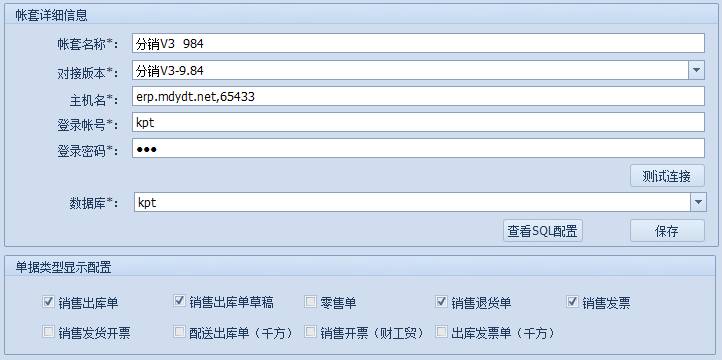 帐套详细信息
帐套名称*： 分销V3 984
对接版本*： 分销V3-9.84
主机名*： erp.mdydt.net,65433
登录帐号*： kpt
登录密码*： ●●●
测试连接
数据库*： kpt
查看SQL配置 保存
单据类型显示配置
销售出库单 销售出库单草稿 零售单 销售退货单 销售发票
销售发货开票 配送出库单（千方） 销售开票（财工贸） 出库发票单（千方）